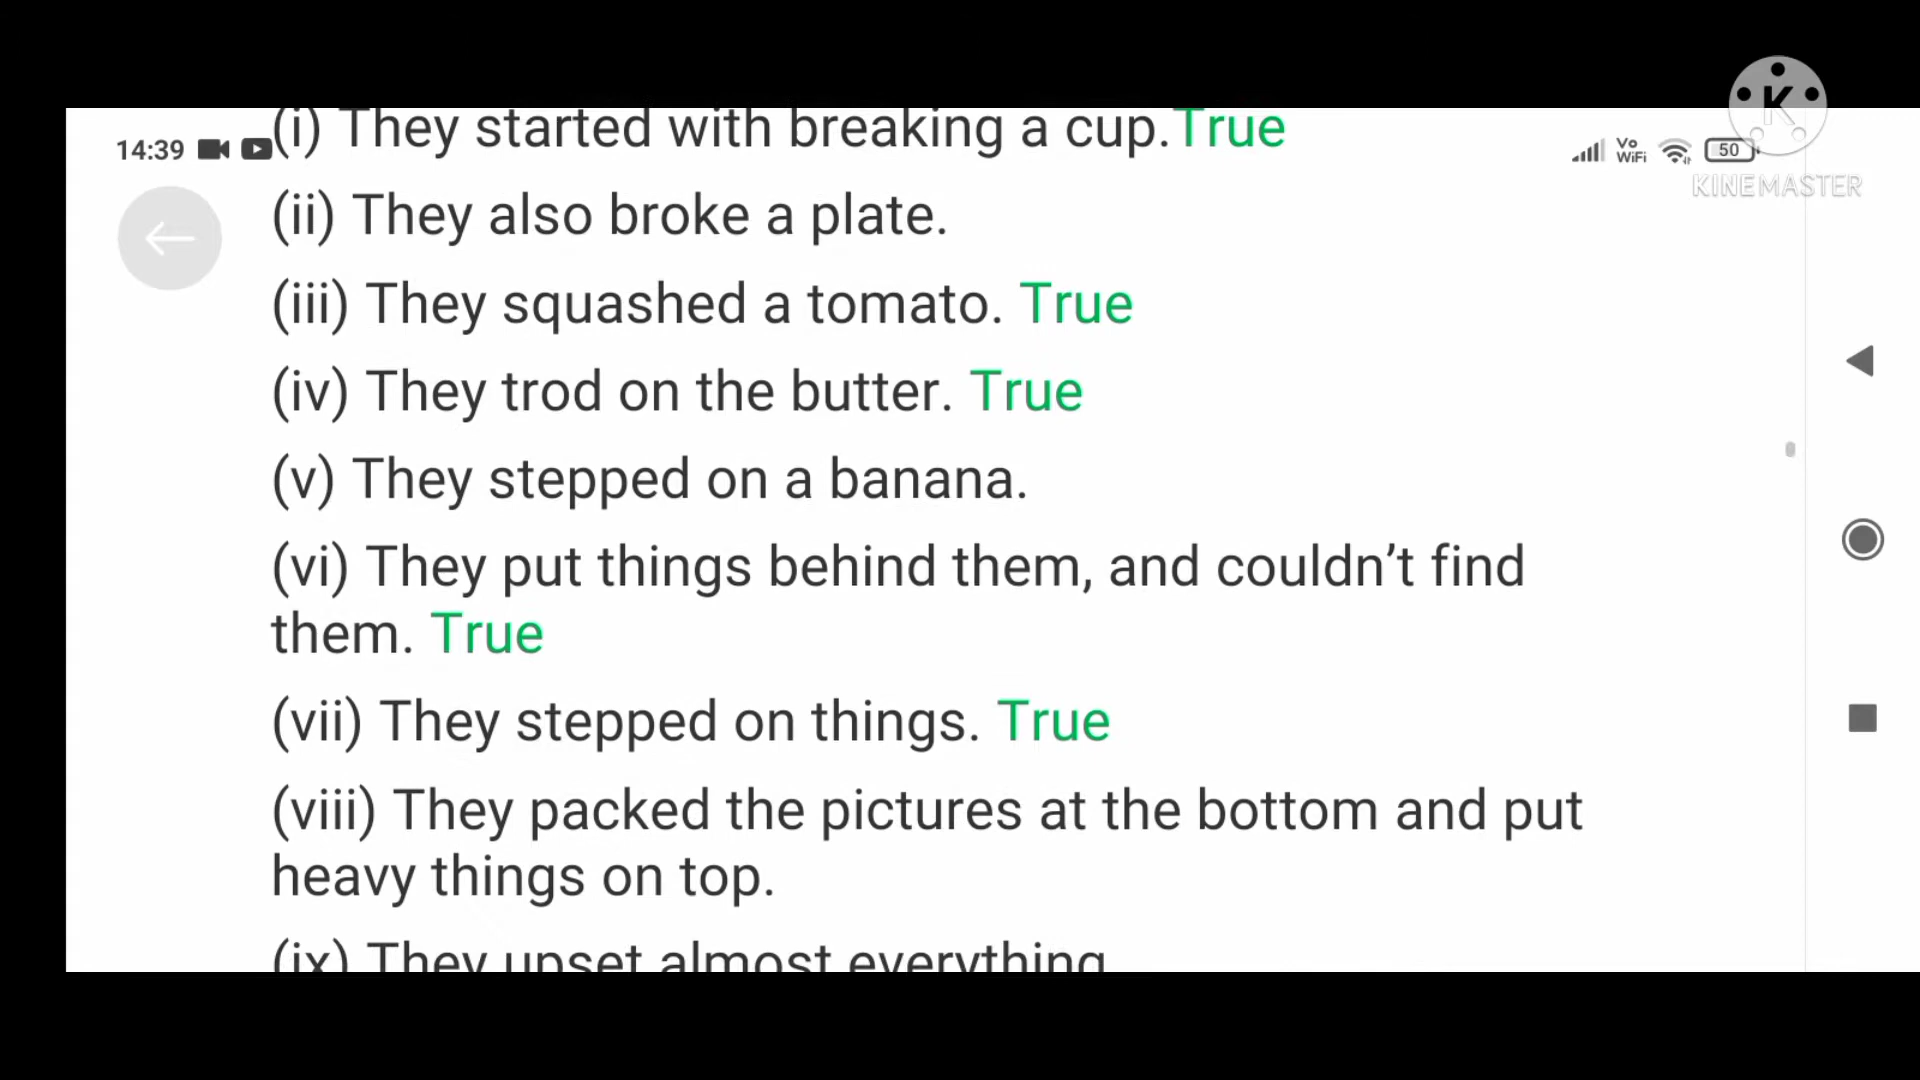 (i) They started with breaking a cup.True
14:39
Vo
WiFi
50
K
KINEMASTER
(ii) They also broke a plate.
(iii) They squashed a tomato. True
(iv) They trod on the butter. True
(v) They stepped on a banana.
(vi) They put things behind them, and couldn’t find
them. True
(vii) They stepped on things. True
(viii) They packed the pictures at the bottom and put
heavy things on top.
(ix) They upset almost everything